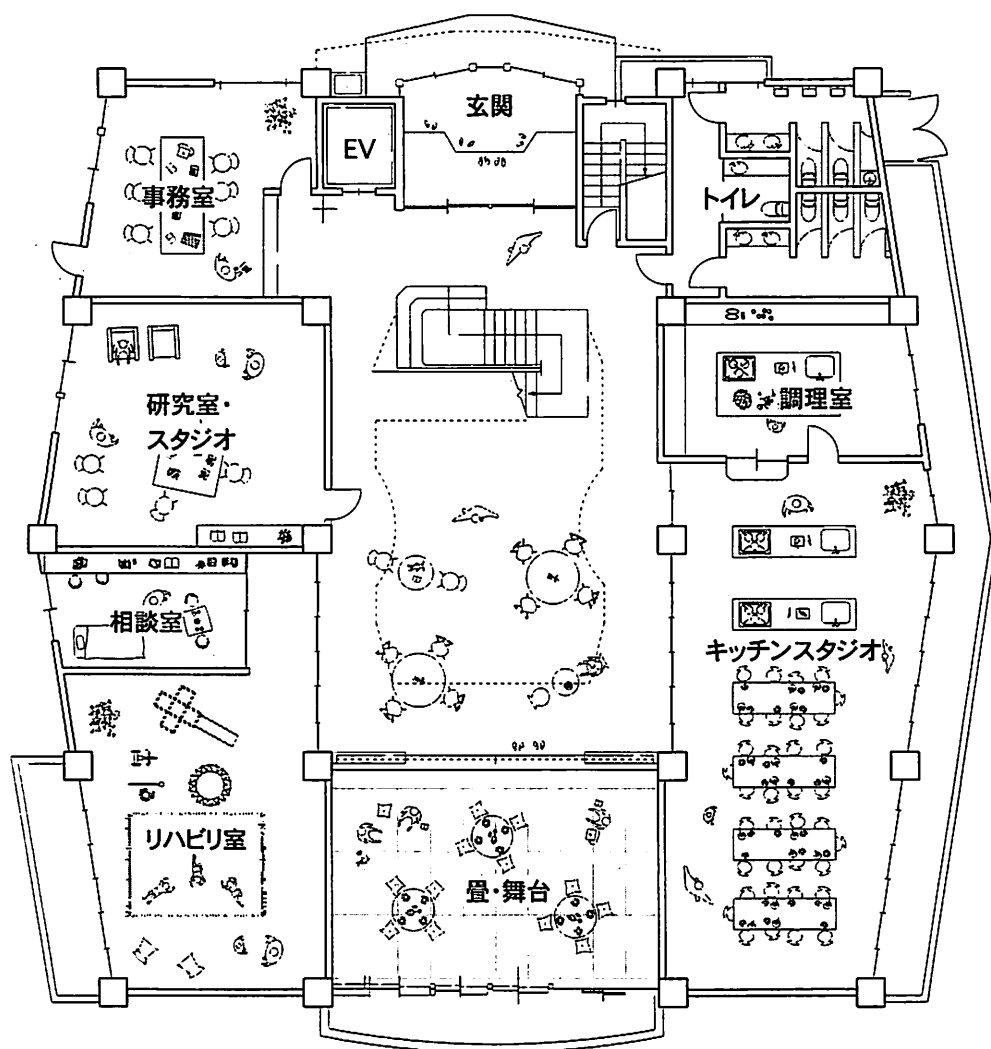 玄関
EV
事務室
トイレ
研究室・
スタジオ
調理室
相談室
キッチンスタジオ
リハビリ室
畳・舞台